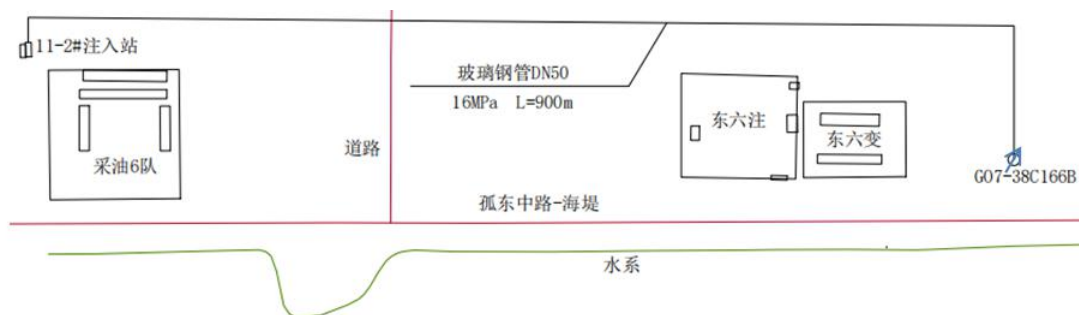 11-2#注入站
玻璃钢管DN50
16MPa L=900m
东六注
东六变
道路
采油6队
GO7-38C166B
孤东中路-海堤
水系